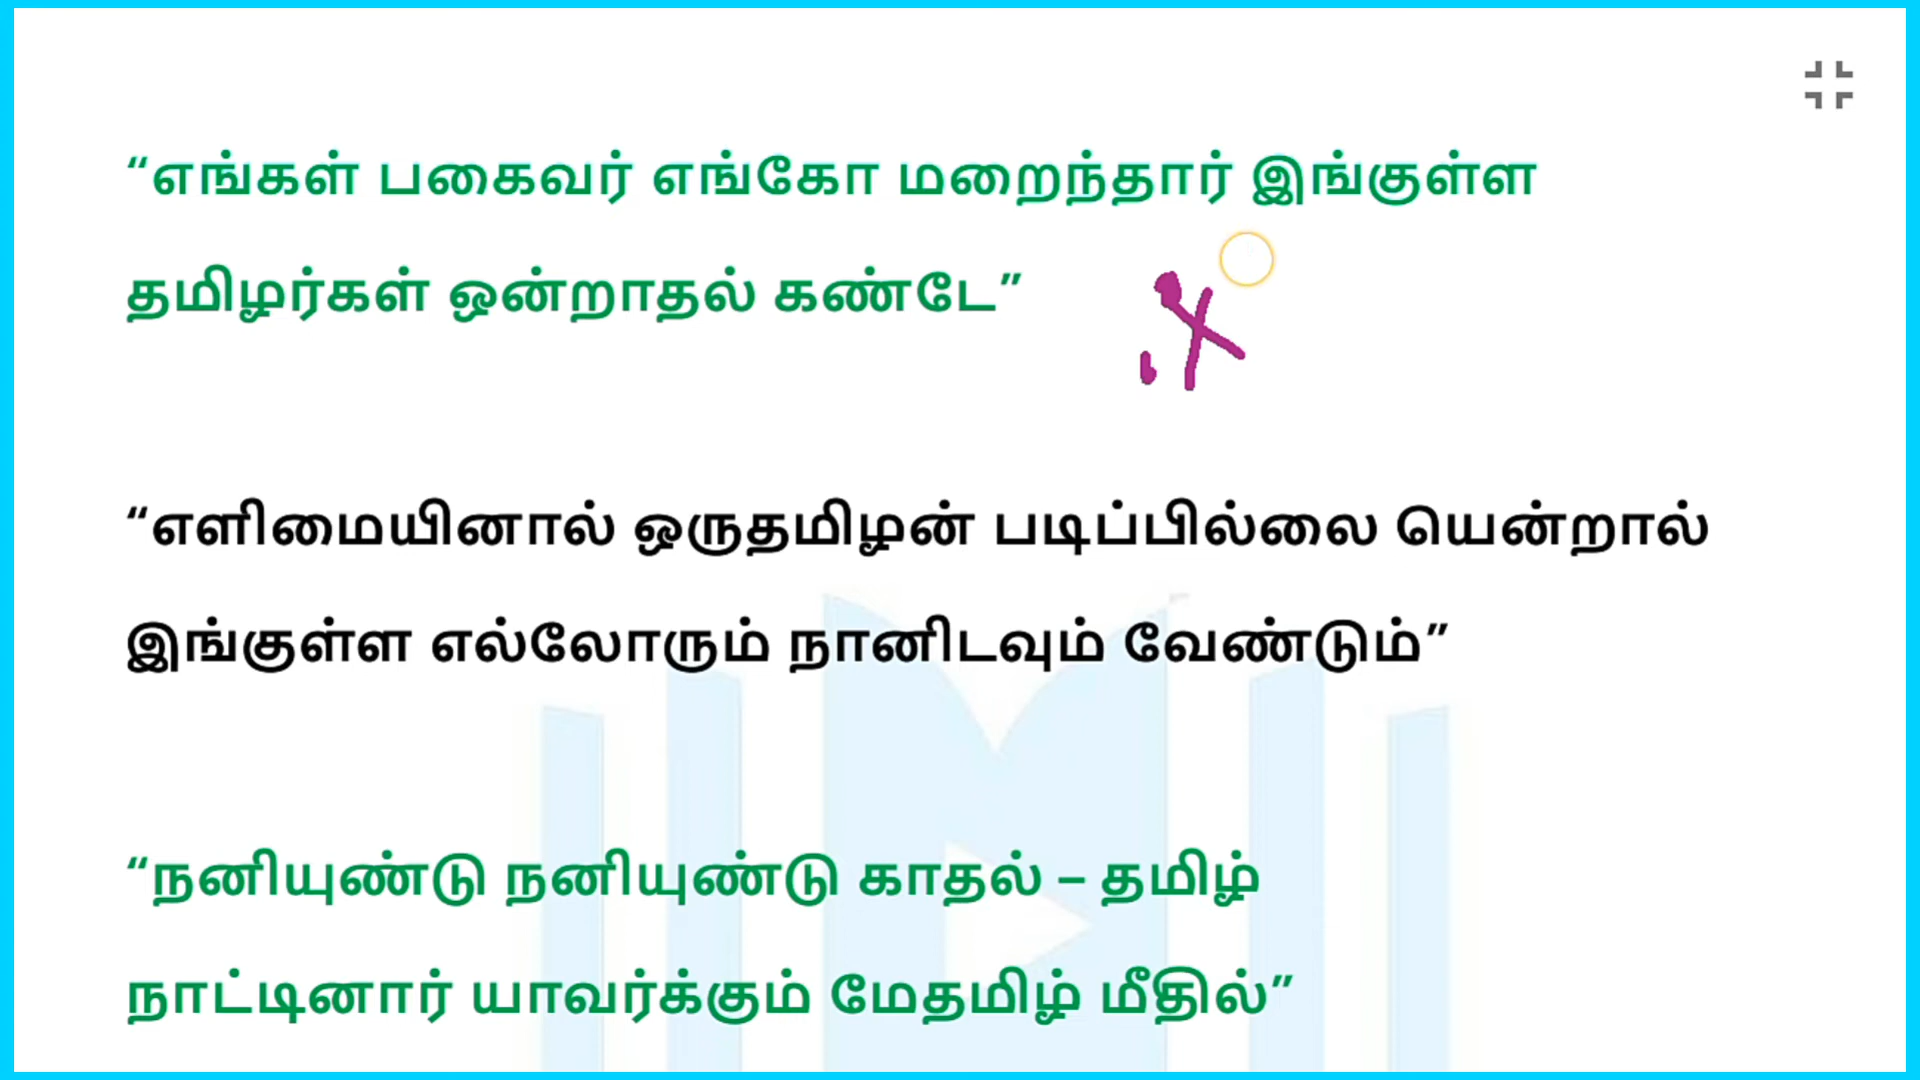 “எங்கள் பகைவர் எங்கோ மறைந்தார் இங்குள்ள
தமிழர்கள் ஒன்றாதல் கண்டே”
“எளிமையினால் ஒருதமிழன் படிப்பில்லை யென்றால்
இங்குள்ள எல்லோரும் நானிடவும் வேண்டும்”
“நனியுண்டு நனியுண்டு காதல் – தமிழ்
நாட்டினார் யாவர்க்கும் மேதமிழ் மீதில்”